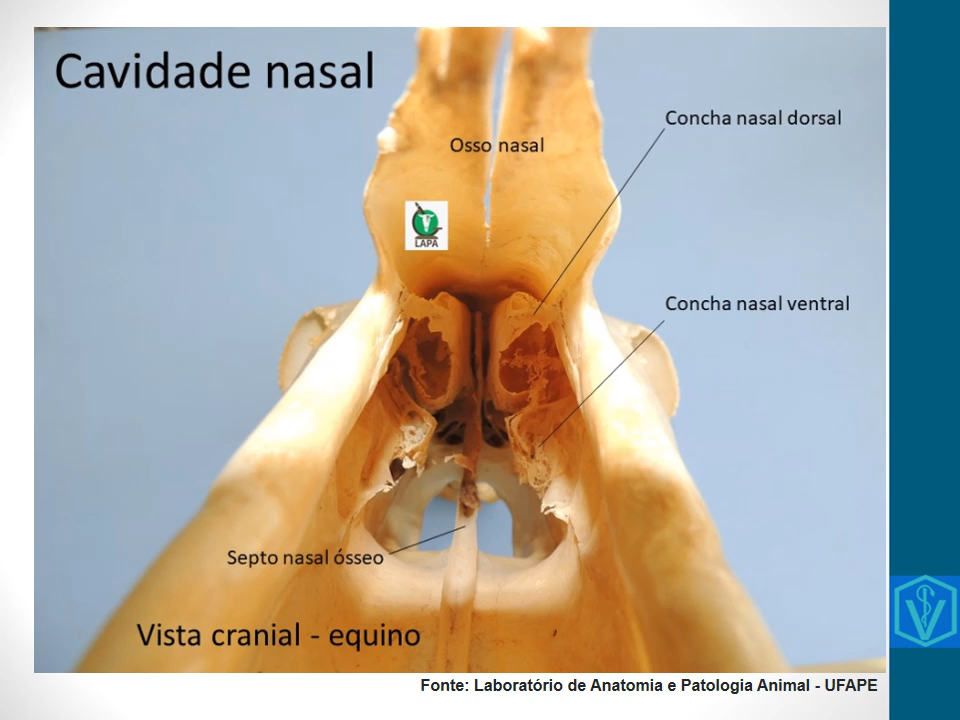 Cavidade nasal
Concha nasal dorsal
Osso nasal
LAPA
Concha nasal ventral
Septo nasal ósseo
Vista cranial - equino
Fonte: Laboratório de Anatomia e Patologia Animal - UFAPE